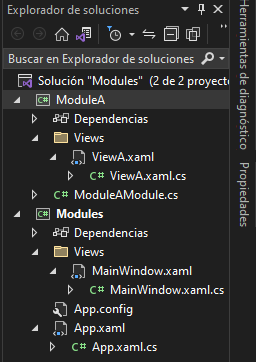 Explorador de soluciones
Buscar en Explorador de soluciones
Solución "Modules" (2 de 2 proyecto
ModuleA
Dependencias
Views
ViewA.xaml
ViewA.xaml.cs
ModuleAModule.cs
Modules
Dependencias
Views
MainWindow.xaml
MainWindow.xaml.cs
App.config
App.xaml
App.xaml.cs
Herramientas de diagnóstico
Propiedades